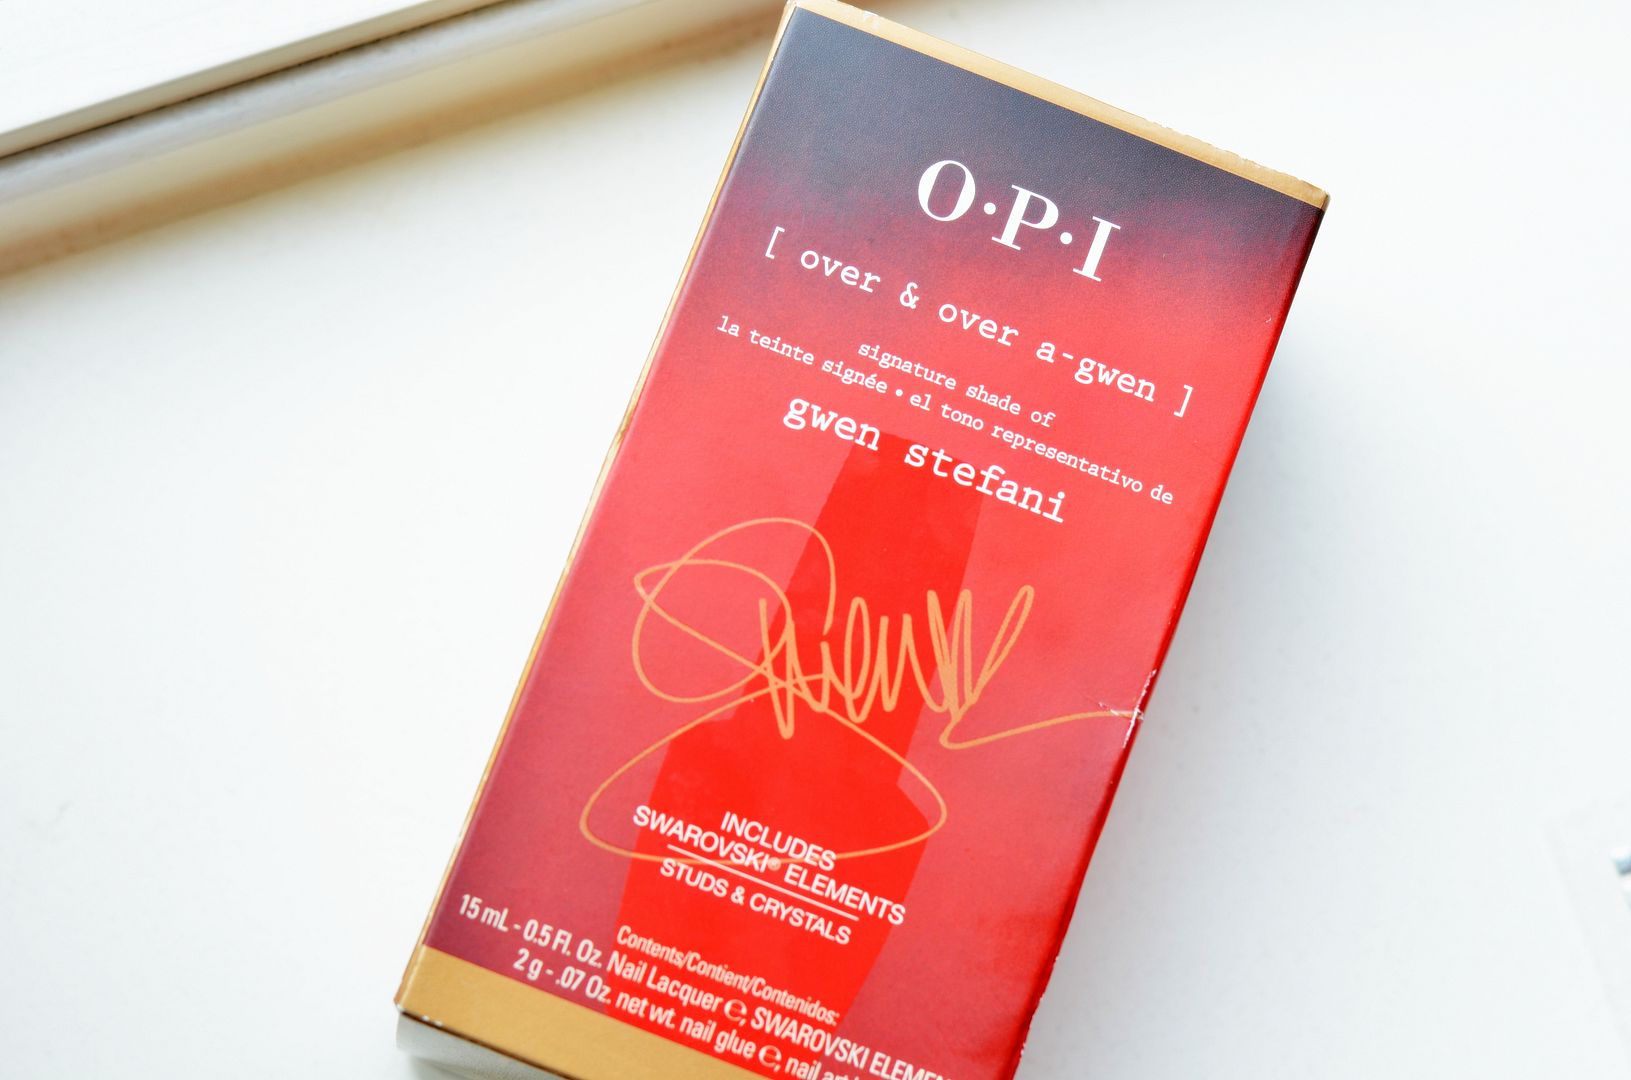 O·P·I
[ over & over a-gwen ]
signature shade of
la teinte signée • el tono representativo de
gwen stefani
INCLUDES
SWAROVSKI® ELEMENTS
STUDS & CRYSTALS
Contents/Contient/Contenidos:
15 mL - 0.5 Fl. Oz. Nail Lacquer ℮, SWAROVSKI
2 g - .07 Oz. net wt. nail glue ℮, nail